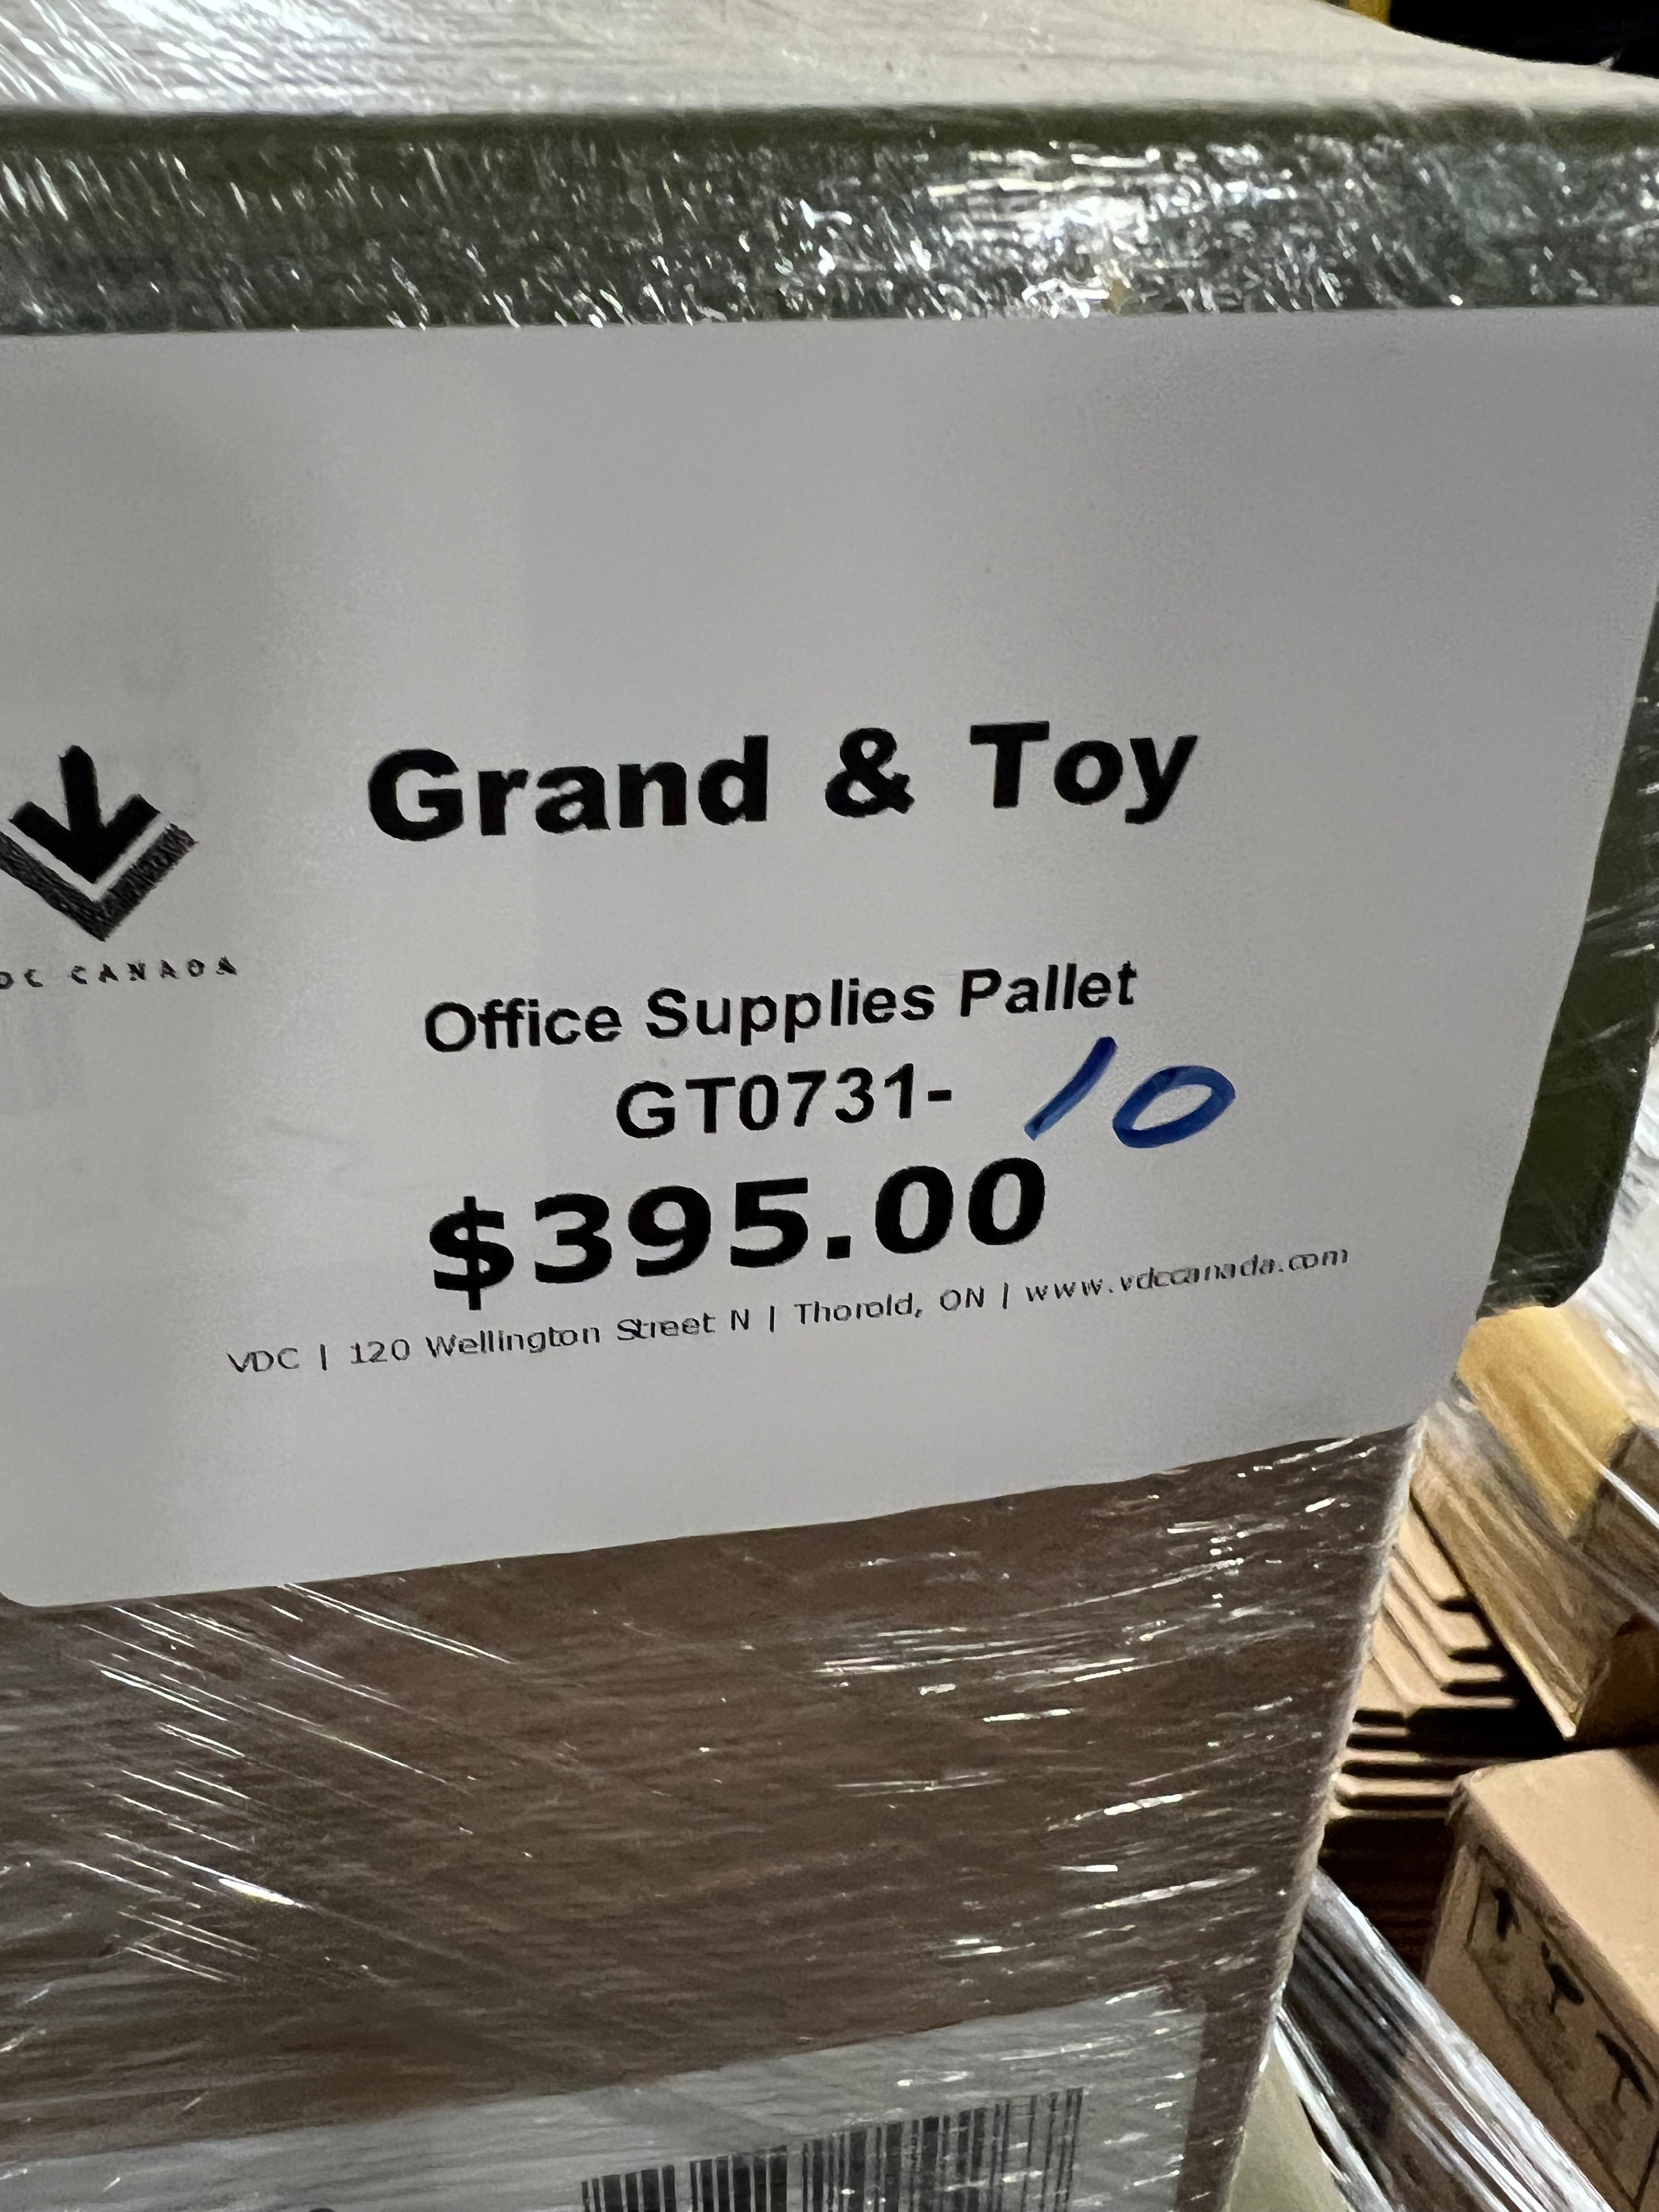 Grand & Toy
DC CANADA
Office Supplies Pallet
GT0731- 10
$395.00
VDC | 120 Wellington Street N | Thorold, ON | www.vdccanada.com